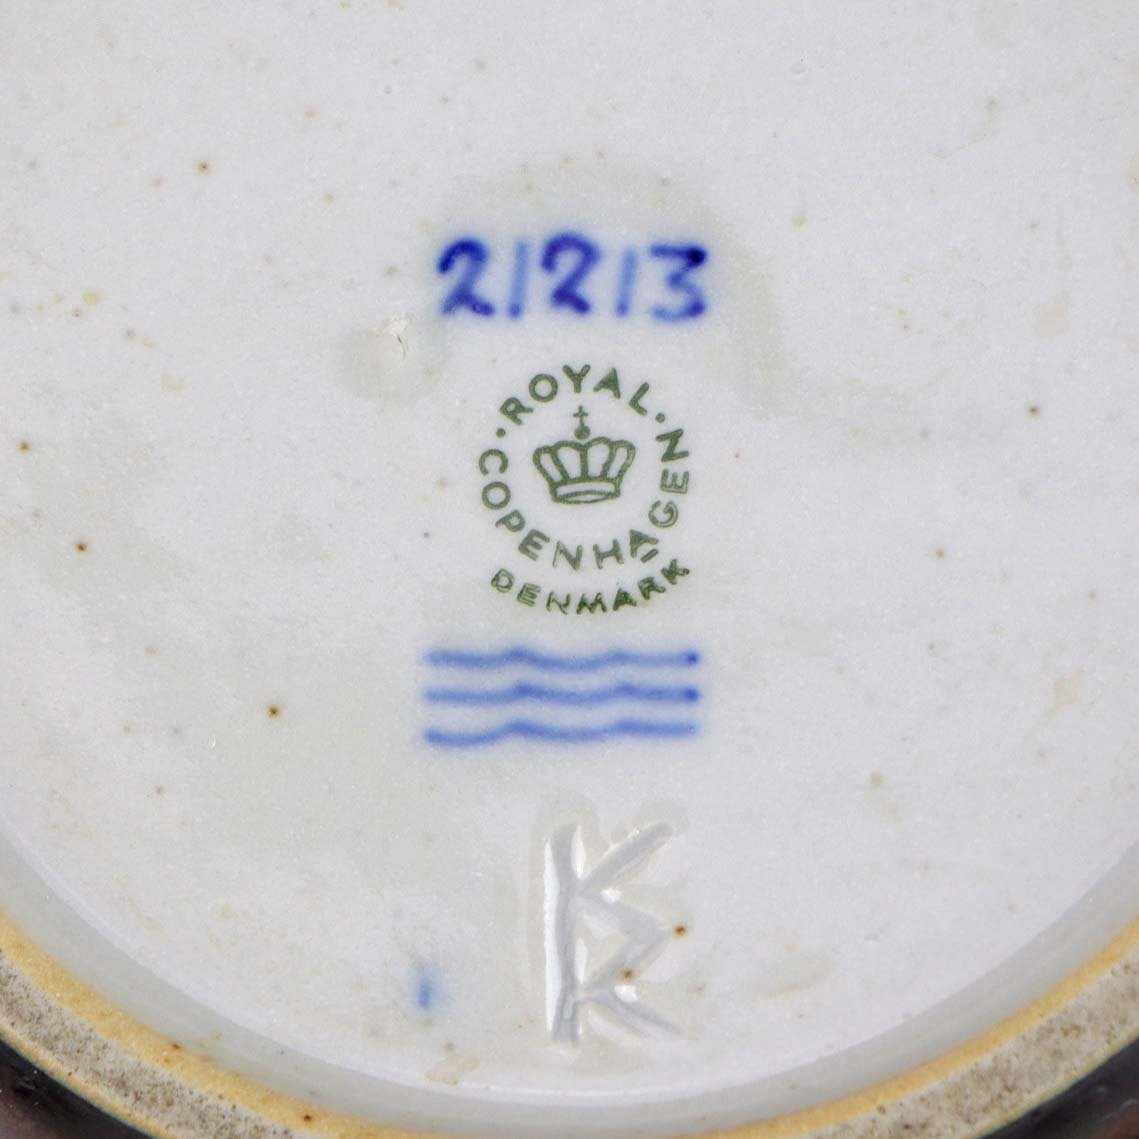 21213
ROYAL · COPENHAGEN ·
DENMARK